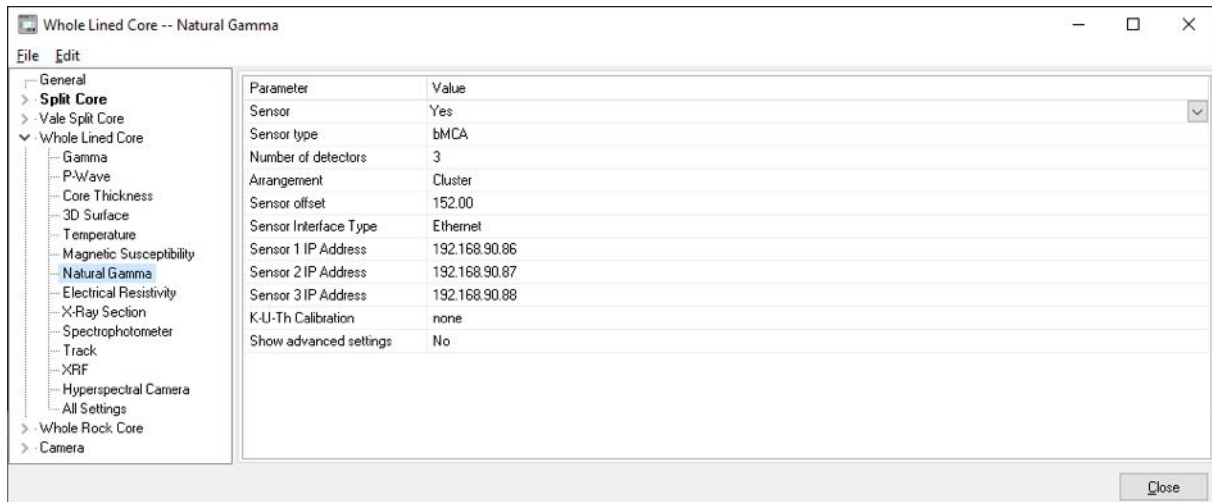 Whole Lined Core -- Natural Gamma
File Edit
General
Split Core
Vale Split Core
Whole Lined Core
Gamma
P-Wave
Core Thickness
3D Surface
Temperature
Magnetic Susceptibility
Natural Gamma
Electrical Resistivity
X-Ray Section
Spectrophotometer
Track
XRF
Hyperspectral Camera
All Settings
Whole Rock Core
Camera
Parameter Value
Sensor Yes
Sensor type bMCA
Number of detectors 3
Arrangement Cluster
Sensor offset 152.00
Sensor Interface Type Ethernet
Sensor 1 IP Address 192.168.90.86
Sensor 2 IP Address 192.168.90.87
Sensor 3 IP Address 192.168.90.88
K-U-Th Calibration none
Show advanced settings No
Close